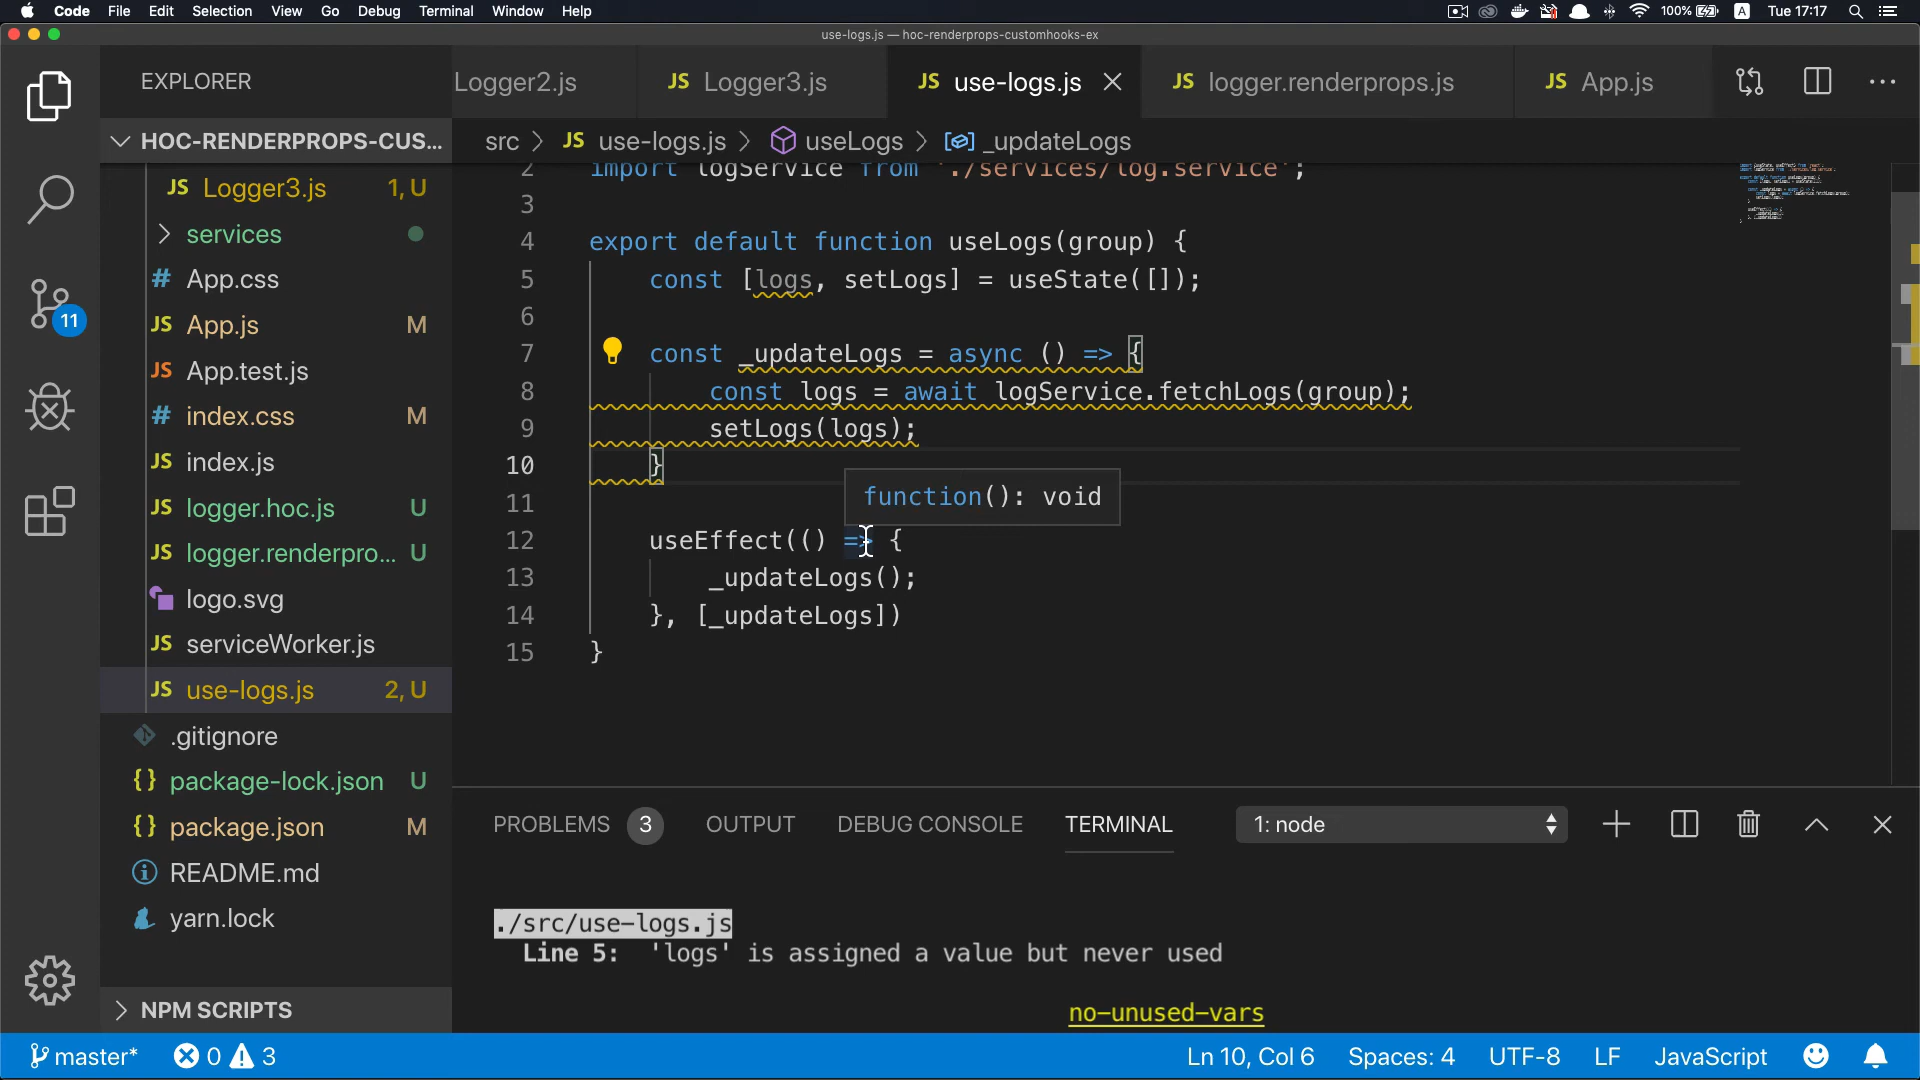 Code File Edit Selection View Go Debug Terminal Window Help 100% A Tue 17:17
use-logs.js — hoc-renderprops-customhooks-ex
EXPLORER
Logger2.js JS Logger3.js JS use-logs.js JS logger.renderprops.js JS App.js
HOC-RENDERPROPS-CUS...
src > JS use-logs.js > useLogs > _updateLogs
JS Logger3.js 1, U
services
# App.css
JS App.js M
JS App.test.js
# index.css M
JS index.js
JS logger.hoc.js U
JS logger.renderpro... U
logo.svg
JS serviceWorker.js
JS use-logs.js 2, U
.gitignore
{} package-lock.json U
{} package.json M
README.md
yarn.lock
NPM SCRIPTS
11
2 import logService from './services/log.service';
3
4 export default function useLogs(group) {
5 const [logs, setLogs] = useState([]);
6
7 const _updateLogs = async () => {
8 const logs = await logService.fetchLogs(group);
9 setLogs(logs);
10 }
11
function(): void
12 useEffect(() => {
13 _updateLogs();
14 }, [_updateLogs])
15 }
PROBLEMS 3 OUTPUT DEBUG CONSOLE TERMINAL 1: node
./src/use-logs.js
Line 5: 'logs' is assigned a value but never used
no-unused-vars
master* 0 3 Ln 10, Col 6 Spaces: 4 UTF-8 LF JavaScript